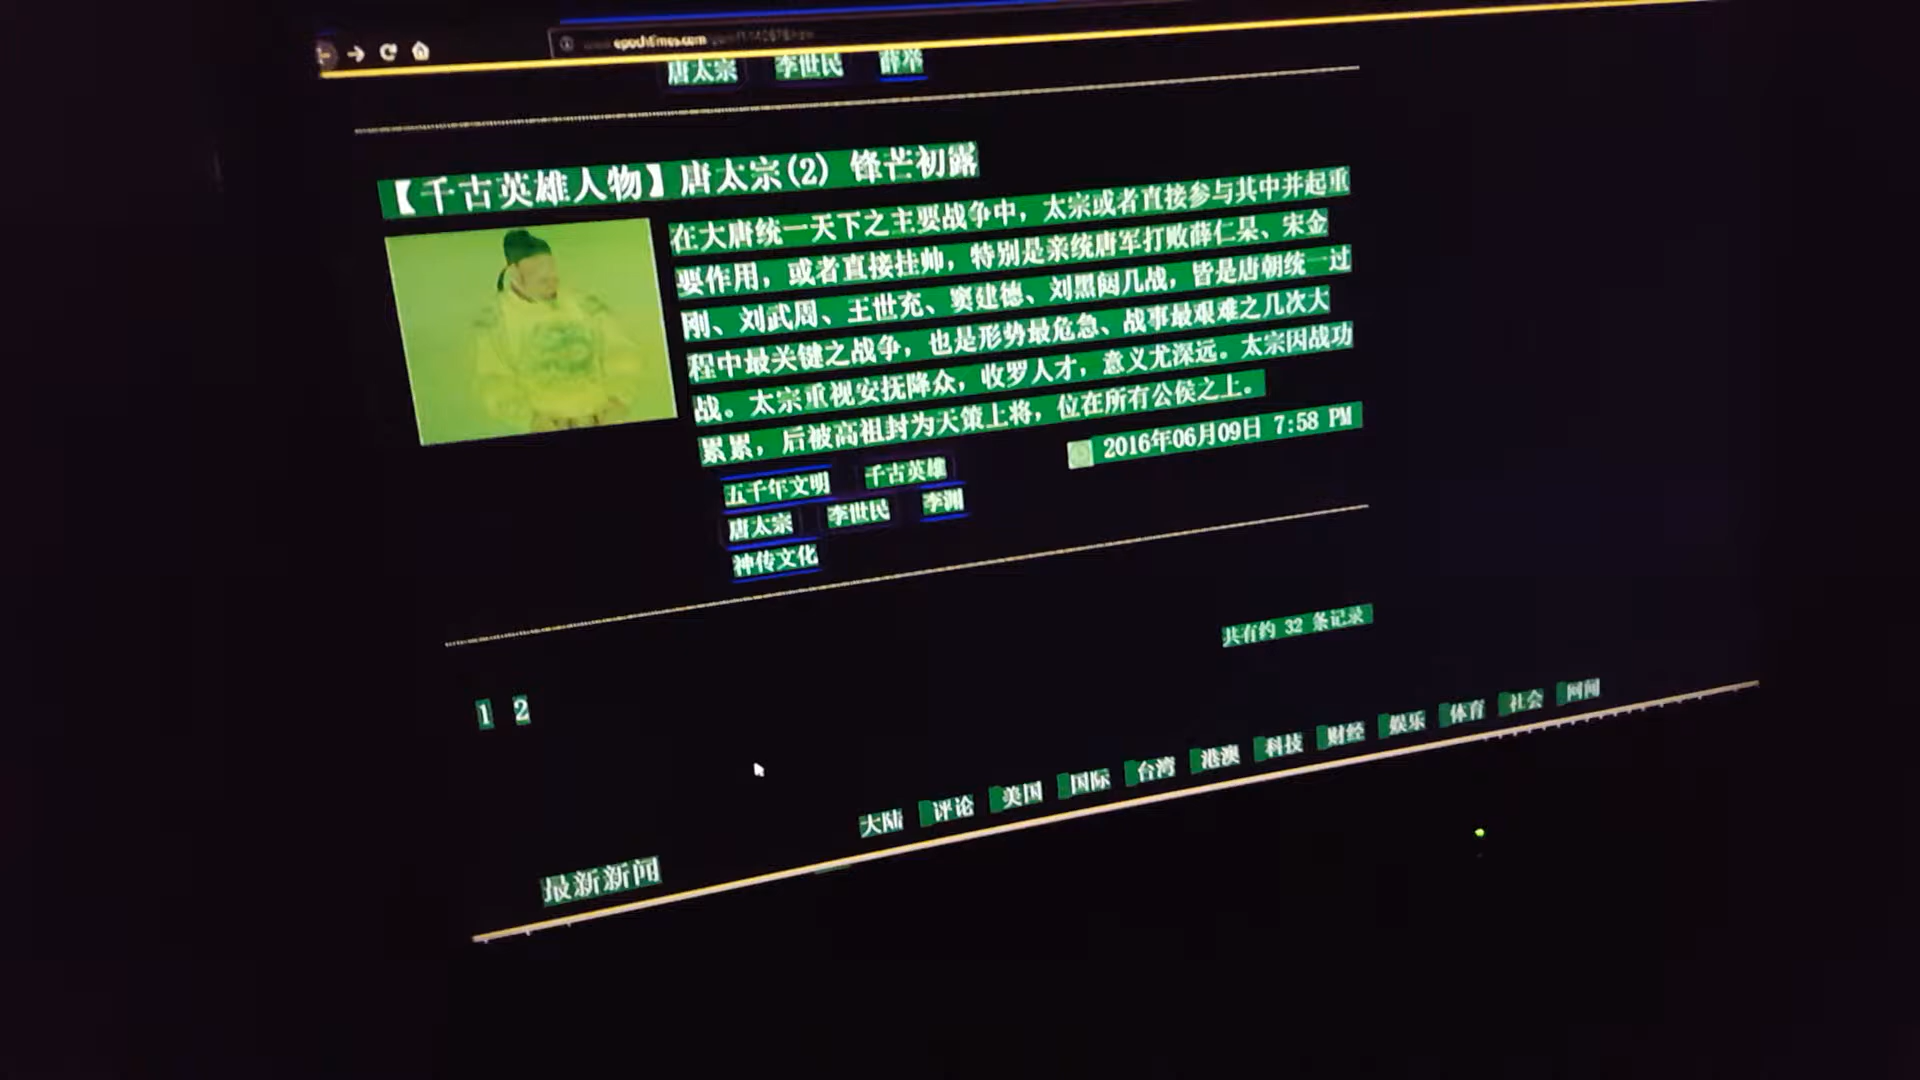 epochtimes.com
唐太宗 李世民 薛举
【千古英雄人物】唐太宗(2) 锋芒初露
在大唐统一天下之主要战争中，太宗或者直接参与其中并起重
要作用，或者直接挂帅，特别是亲统唐军打败薛仁杲、宋金
刚、刘武周、王世充、窦建德、刘黑闼几战，皆是唐朝统一过
程中最关键之战争，也是形势最危急、战事最艰难之几次大
战。太宗重视安抚降众，收罗人才，意义尤深远。太宗因战功
累累，后被高祖封为天策上将，位在所有公侯之上。
2016年06月09日 7:58 PM
五千年文明 千古英雄
唐太宗 李世民 李渊
神传文化
共有约 32 条记录
1 2
大陆 评论 美国 国际 台湾 港澳 科技 财经 娱乐 体育 社会 网闻
最新新闻